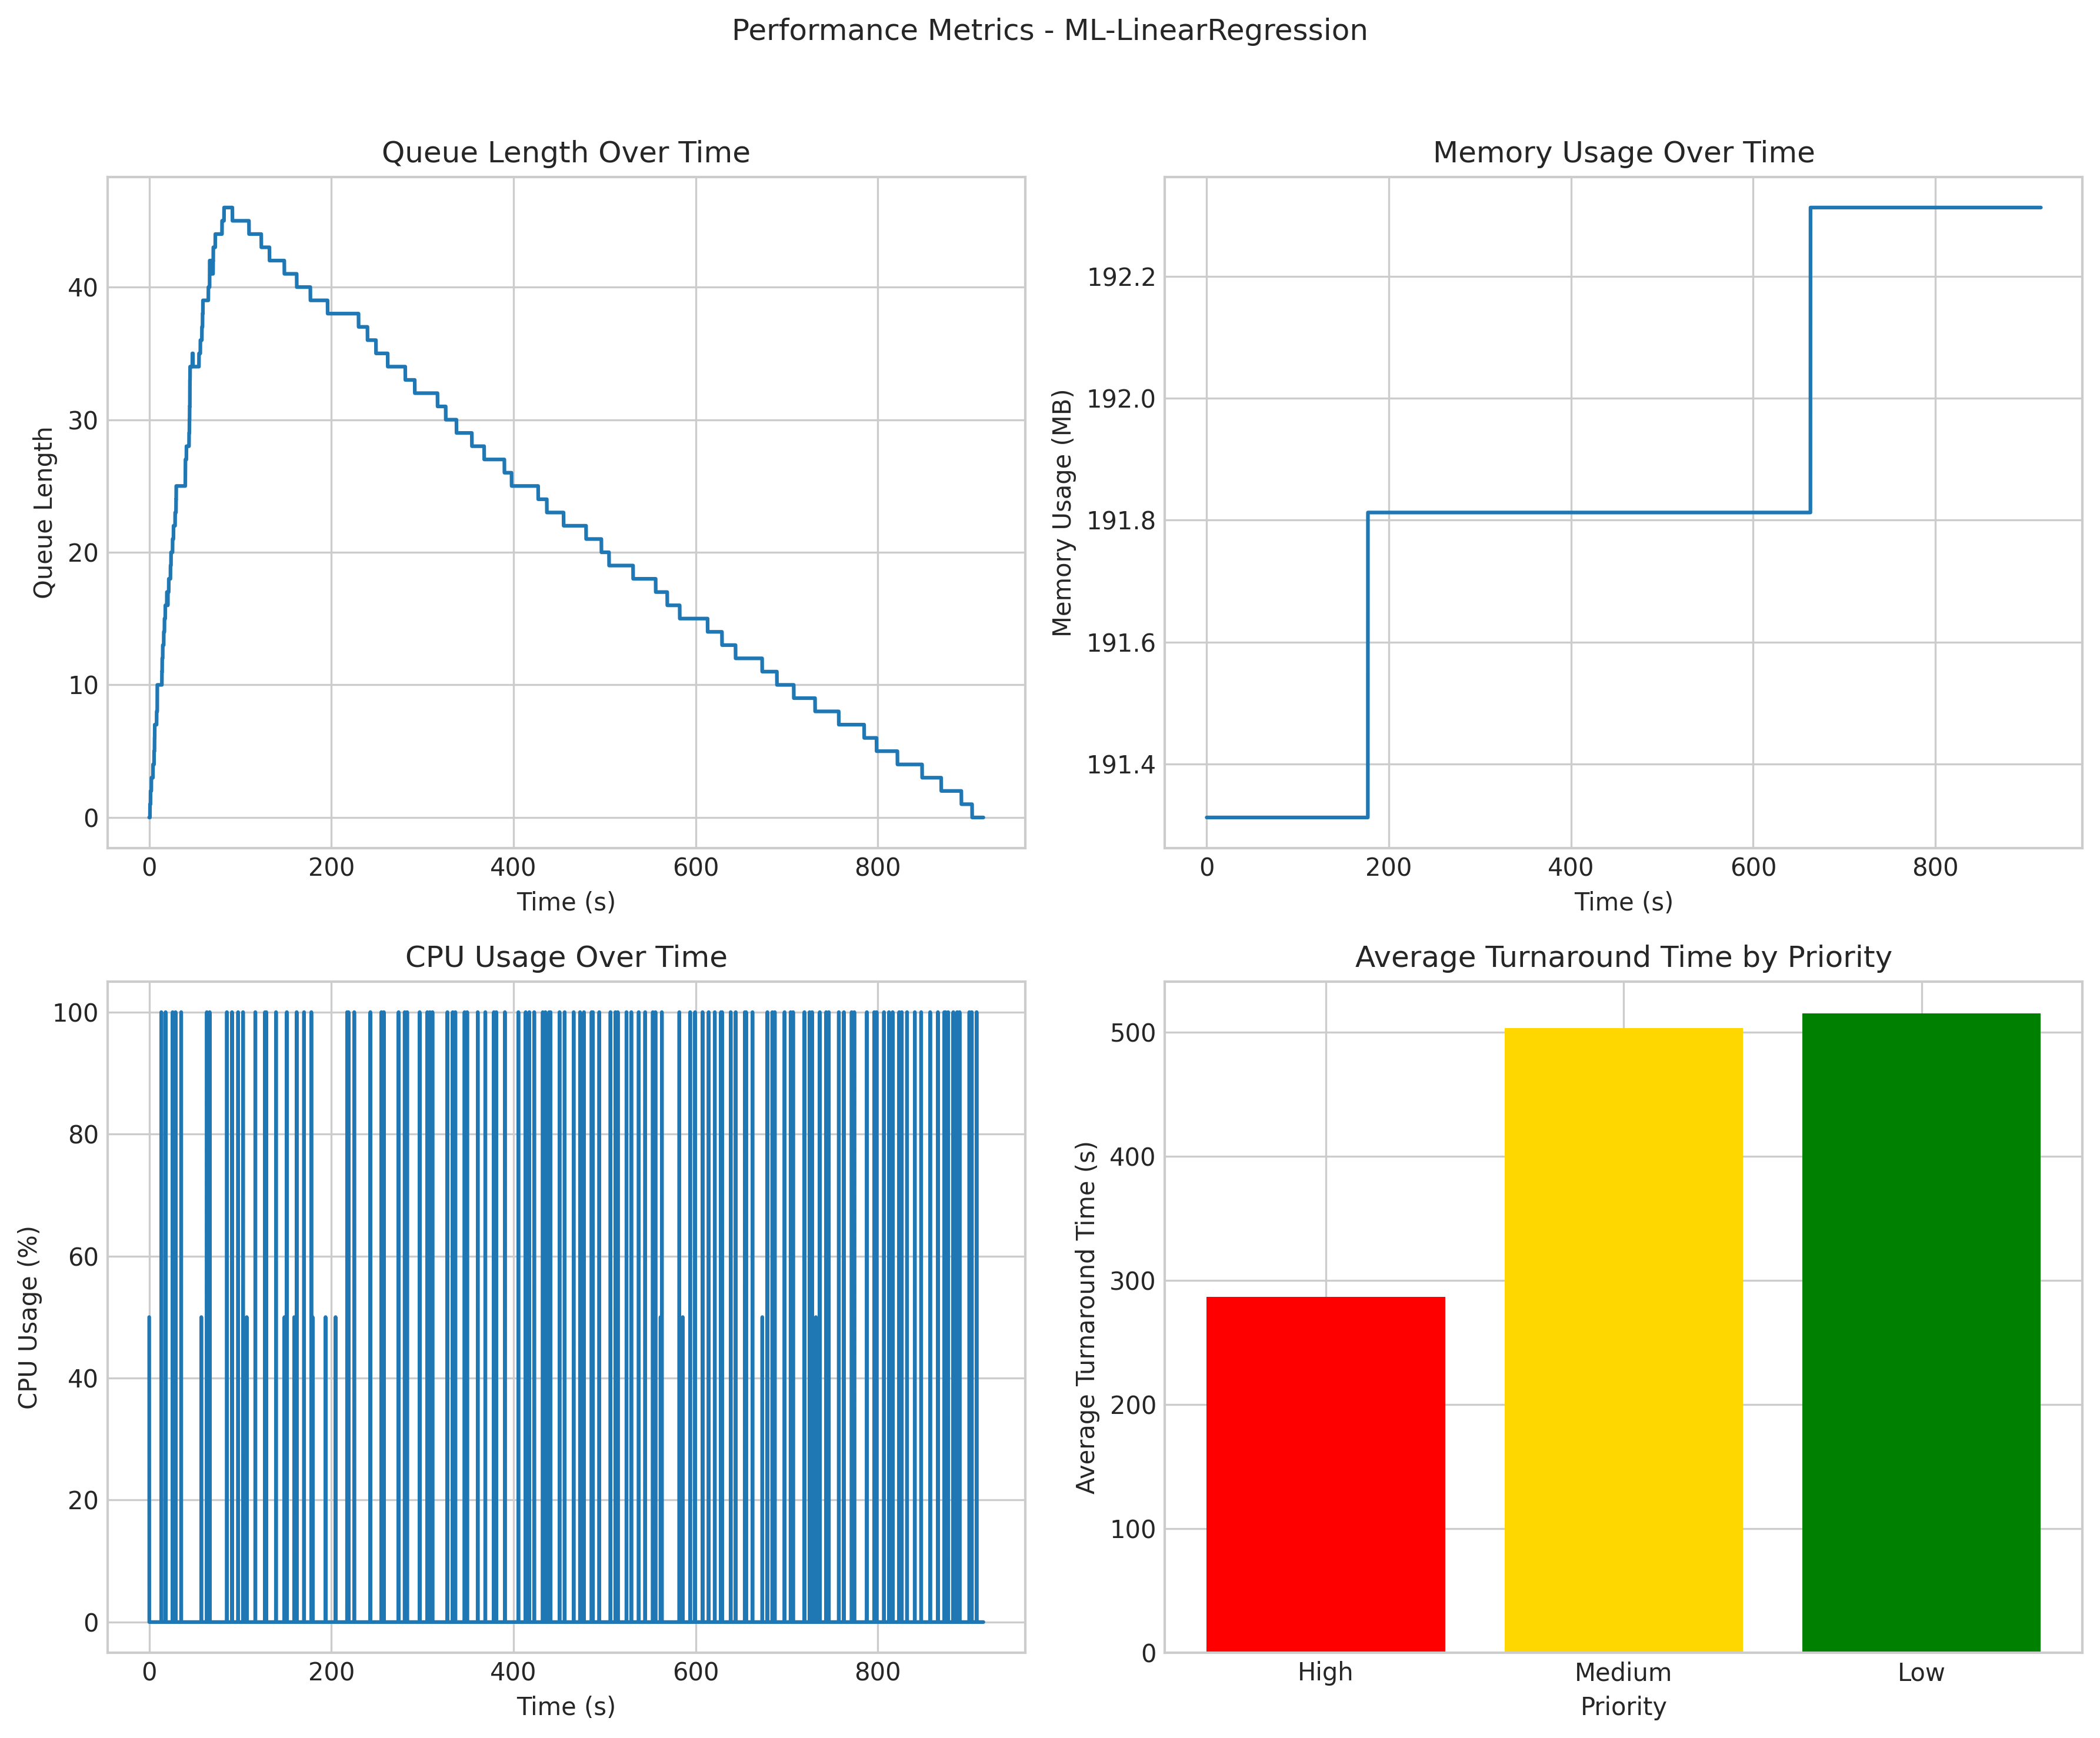 Performance Metrics - ML-LinearRegression
Queue Length Over Time
Queue Length
40
30
20
10
0
0 200 400 600 800
Time (s)
Memory Usage Over Time
Memory Usage (MB)
192.2
192.0
191.8
191.6
191.4
0 200 400 600 800
Time (s)
CPU Usage Over Time
CPU Usage (%)
100
80
60
40
20
0
0 200 400 600 800
Time (s)
Average Turnaround Time by Priority
Average Turnaround Time (s)
500
400
300
200
100
0
High Medium Low
Priority